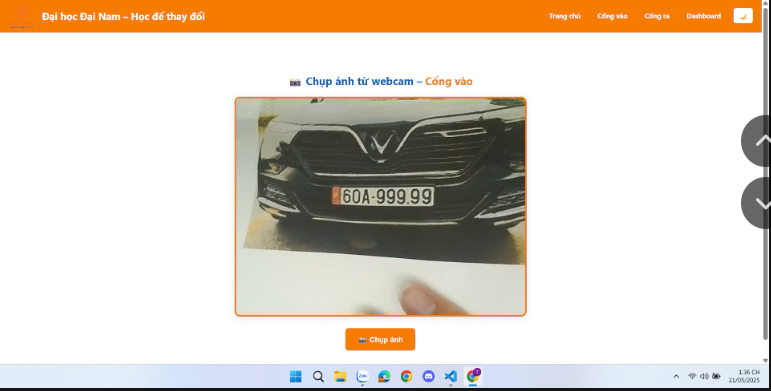 Đại học Đại Nam – Học để thay đổi
Trang chủ Cổng vào Cổng ra Dashboard
Chụp ảnh từ webcam – Cổng vào
60A-999.99
Chụp ảnh
Zalo
1:36 CH
21/05/2025